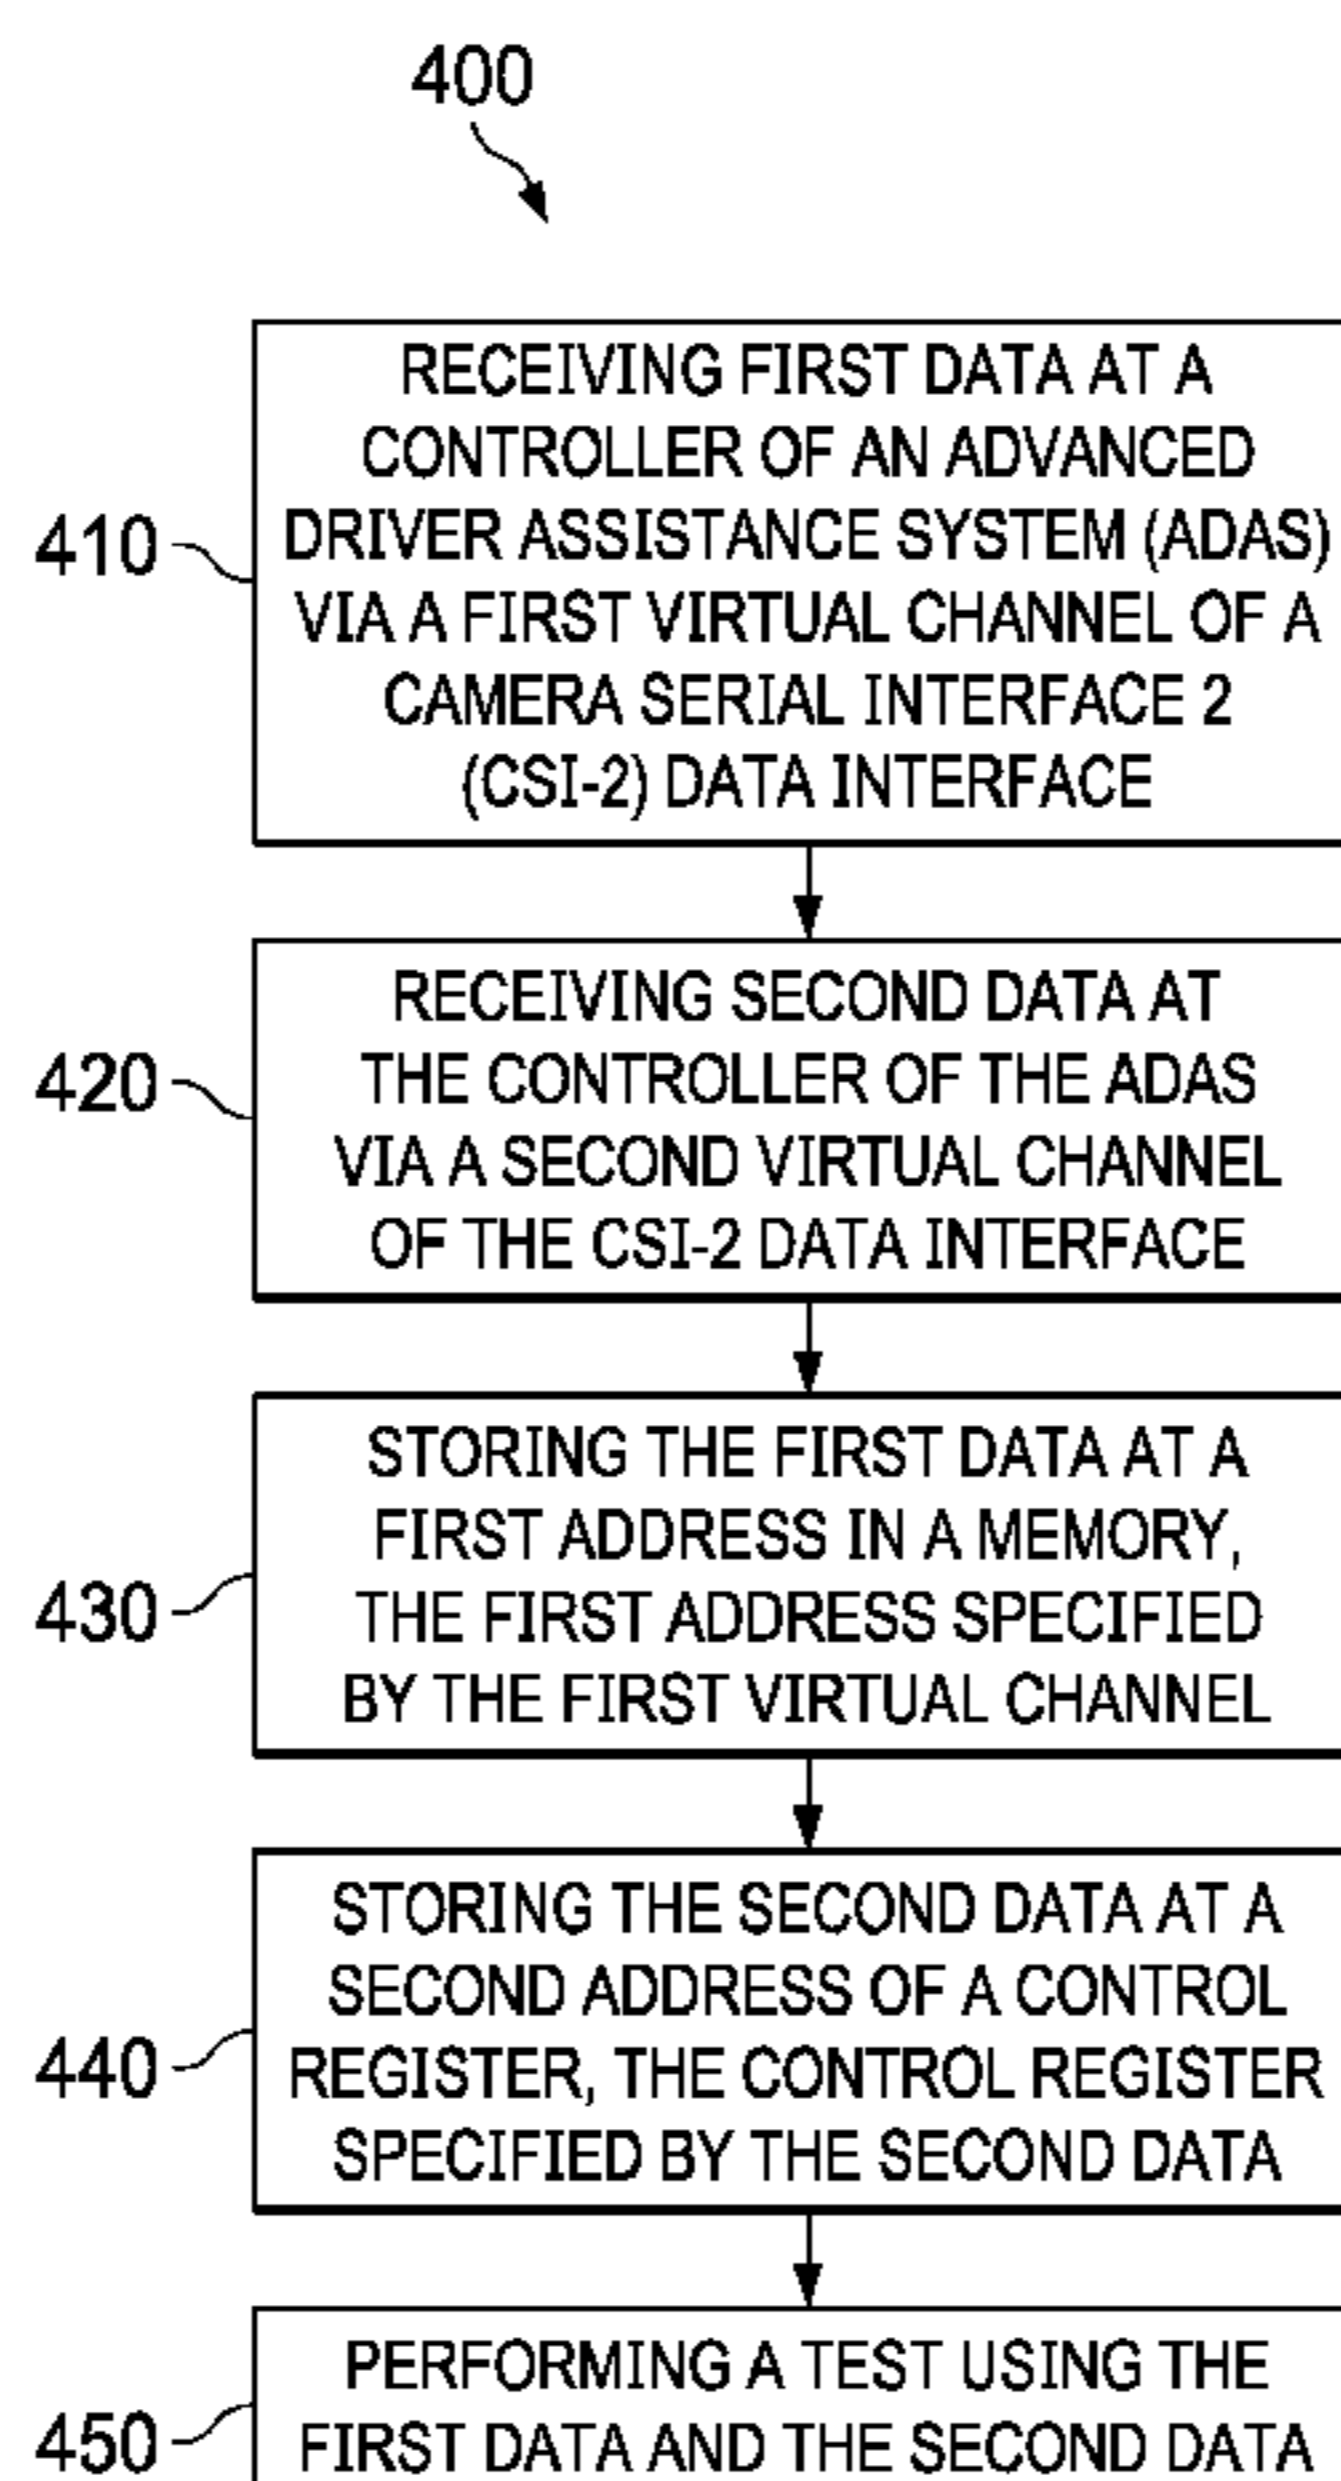 400
410
RECEIVING FIRST DATA AT A
CONTROLLER OF AN ADVANCED
DRIVER ASSISTANCE SYSTEM (ADAS)
VIA A FIRST VIRTUAL CHANNEL OF A
CAMERA SERIAL INTERFACE 2
(CSI-2) DATA INTERFACE
420
RECEIVING SECOND DATA AT
THE CONTROLLER OF THE ADAS
VIA A SECOND VIRTUAL CHANNEL
OF THE CSI-2 DATA INTERFACE
430
STORING THE FIRST DATA AT A
FIRST ADDRESS IN A MEMORY,
THE FIRST ADDRESS SPECIFIED
BY THE FIRST VIRTUAL CHANNEL
440
STORING THE SECOND DATA AT A
SECOND ADDRESS OF A CONTROL
REGISTER, THE CONTROL REGISTER
SPECIFIED BY THE SECOND DATA
450
PERFORMING A TEST USING THE
FIRST DATA AND THE SECOND DATA